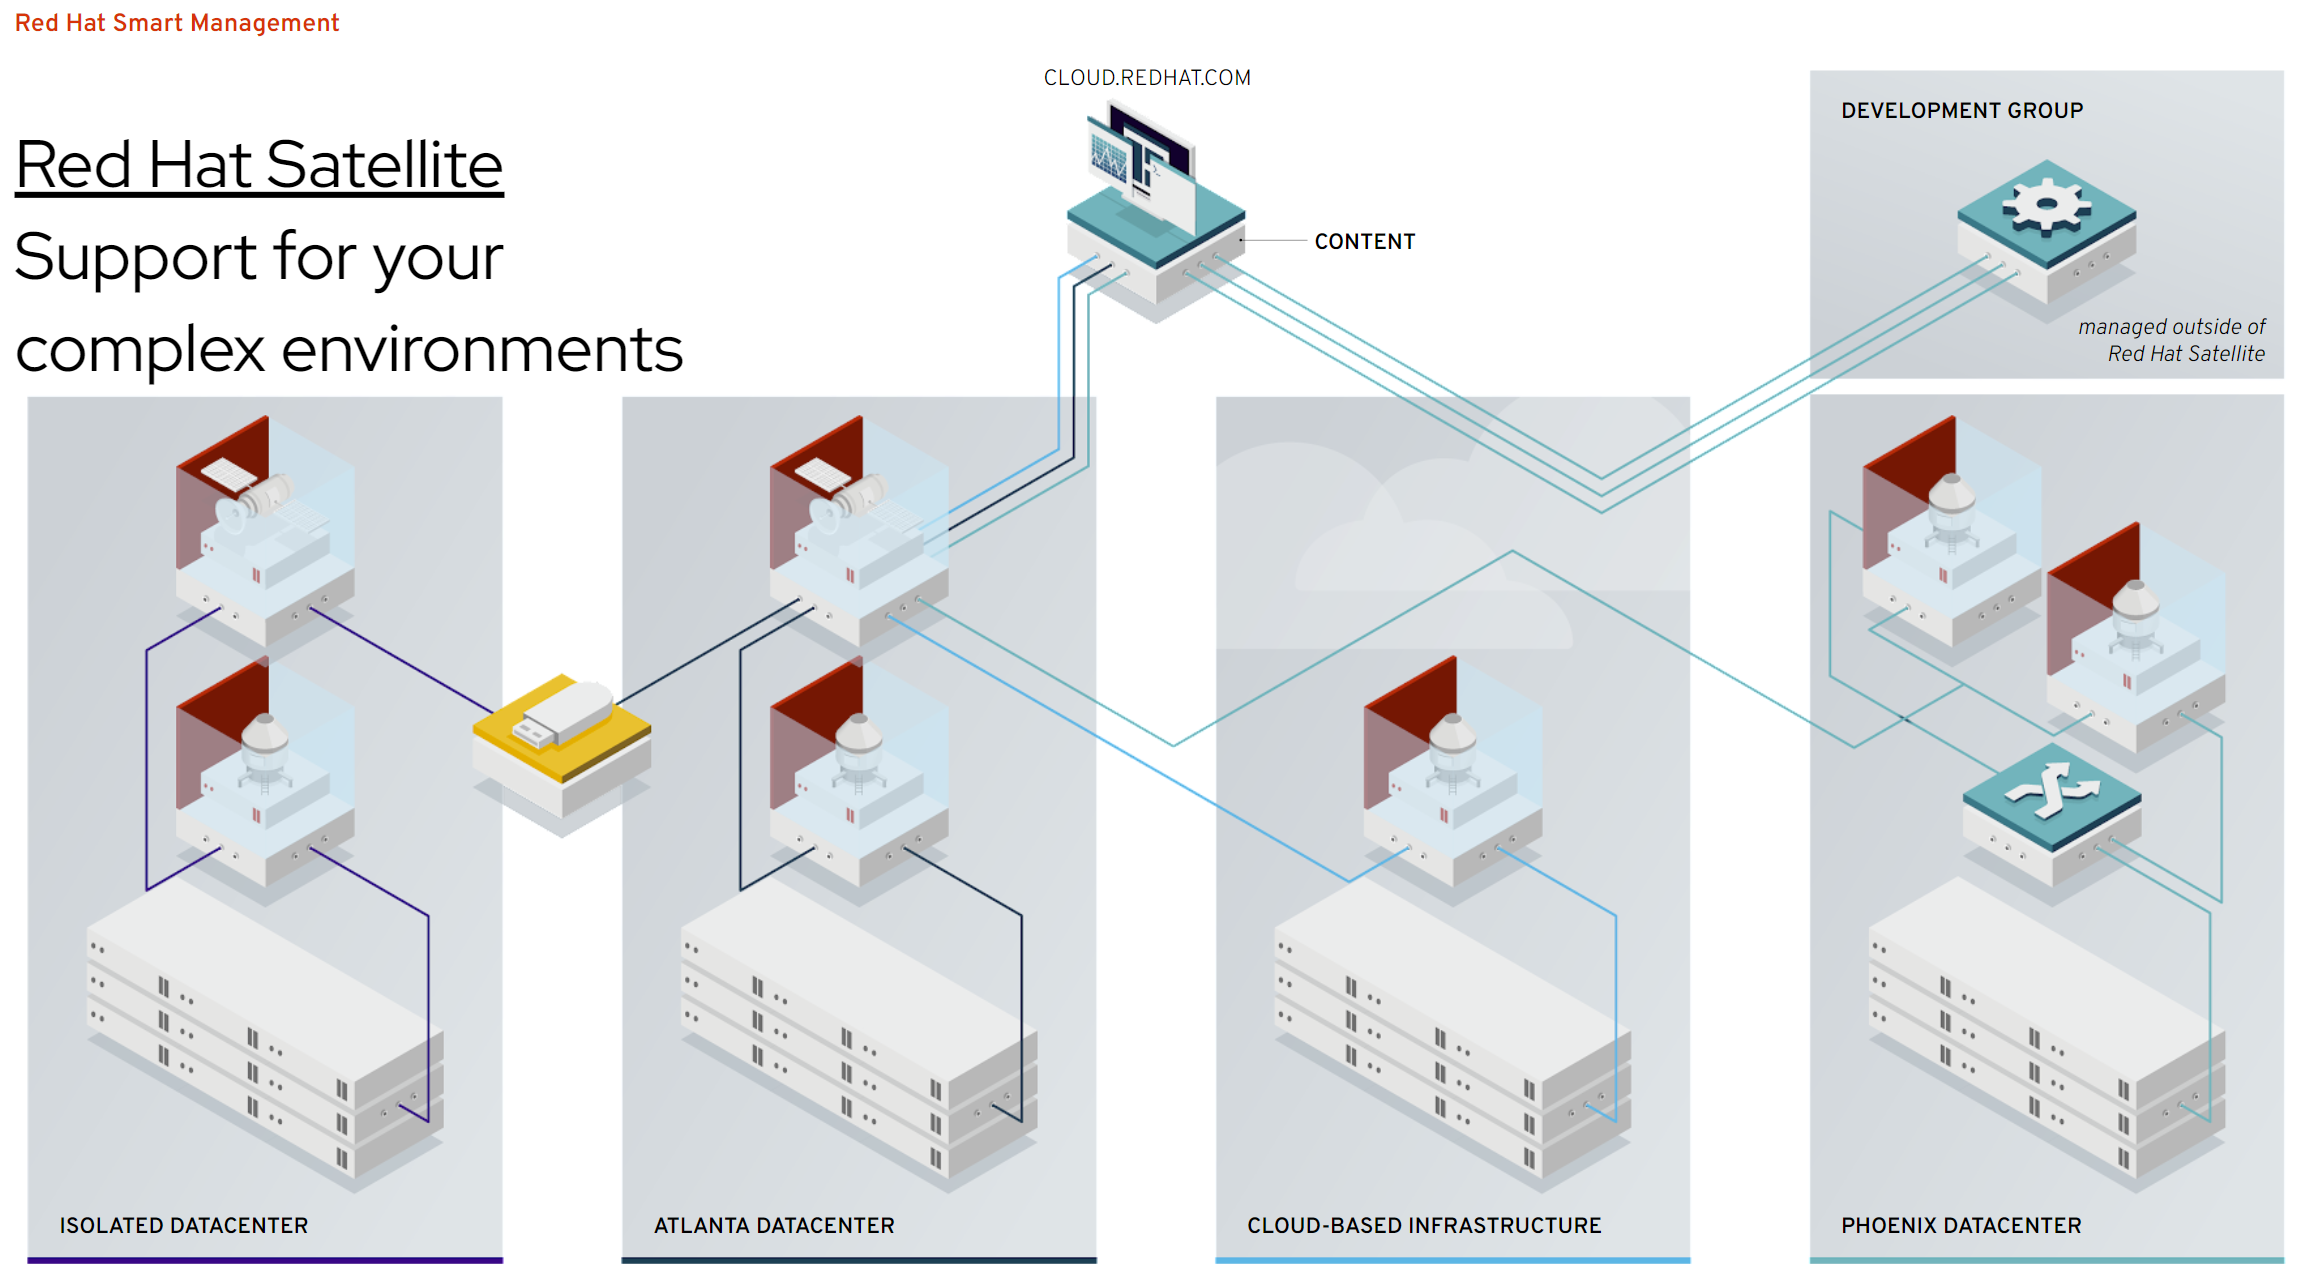 Red Hat Smart Management
Red Hat Satellite
Support for your
complex environments
CLOUD.REDHAT.COM
CONTENT
DEVELOPMENT GROUP
managed outside of
Red Hat Satellite
ISOLATED DATACENTER
ATLANTA DATACENTER
CLOUD-BASED INFRASTRUCTURE
PHOENIX DATACENTER